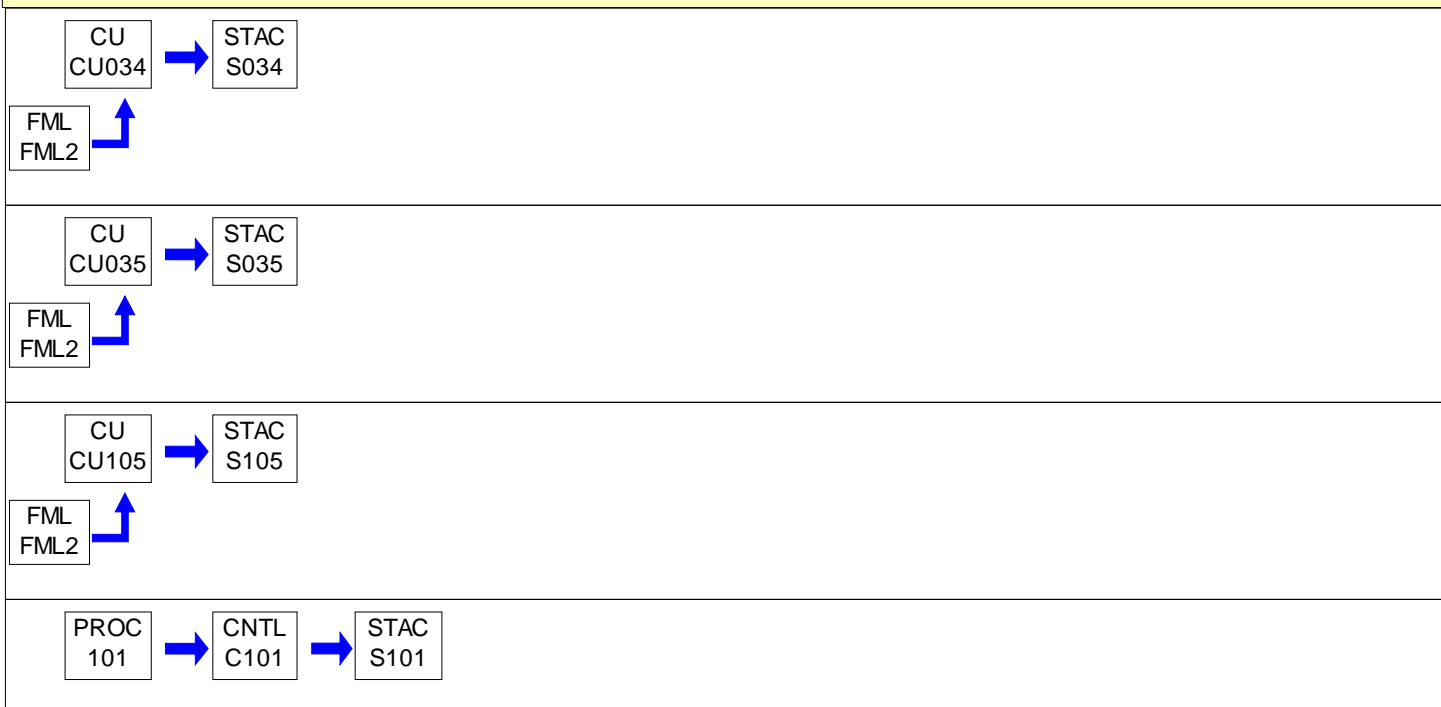 CU
CU034
STAC
S034
FML
FML2
CU
CU035
STAC
S035
FML
FML2
CU
CU105
STAC
S105
FML
FML2
PROC
101
CNTL
C101
STAC
S101